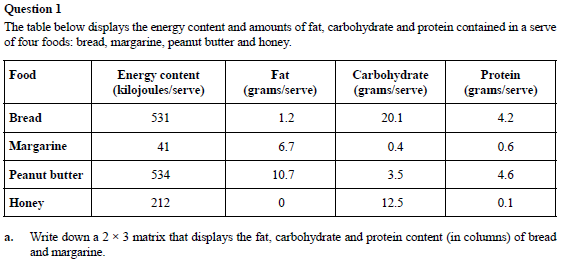 Question 1
The table below displays the energy content and amounts of fat, carbohydrate and protein contained in a serve
of four foods: bread, margarine, peanut butter and honey.
Food Energy content Fat Carbohydrate Protein
(kilojoules/serve) (grams/serve) (grams/serve) (grams/serve)
Bread 531 1.2 20.1 4.2
Margarine 41 6.7 0.4 0.6
Peanut butter 534 10.7 3.5 4.6
Honey 212 0 12.5 0.1
a. Write down a 2 × 3 matrix that displays the fat, carbohydrate and protein content (in columns) of bread
and margarine.